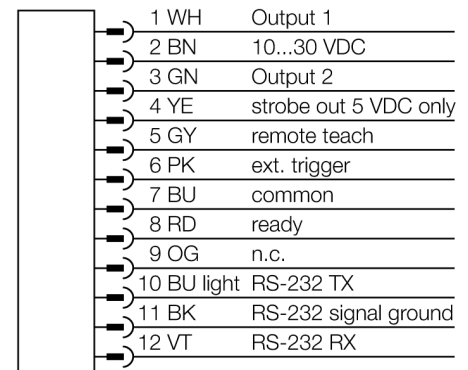 1 WH Output 1
2 BN 10...30 VDC
3 GN Output 2
4 YE strobe out 5 VDC only
5 GY remote teach
6 PK ext. trigger
7 BU common
8 RD ready
9 OG n.c.
10 BU light RS-232 TX
11 BK RS-232 signal ground
12 VT RS-232 RX